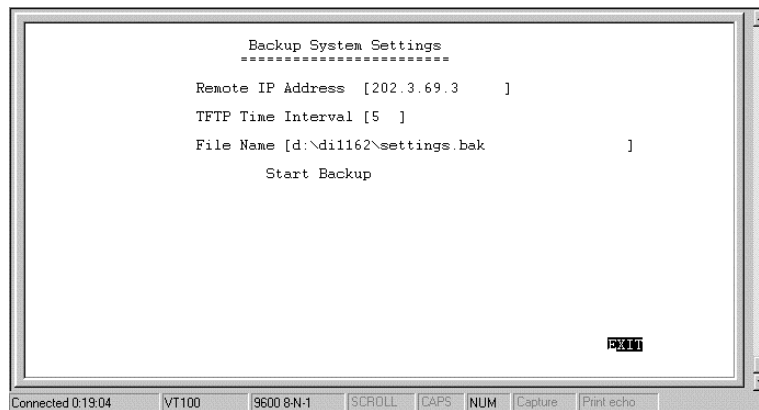 Backup System Settings
========================
Remote IP Address [202.3.69.3 ]
TFTP Time Interval [5 ]
File Name [d:\di1162\settings.bak ]
Start Backup
EXIT
Connected 0:19:04 VT100 9600 8-N-1 SCROLL CAPS NUM Capture Print echo